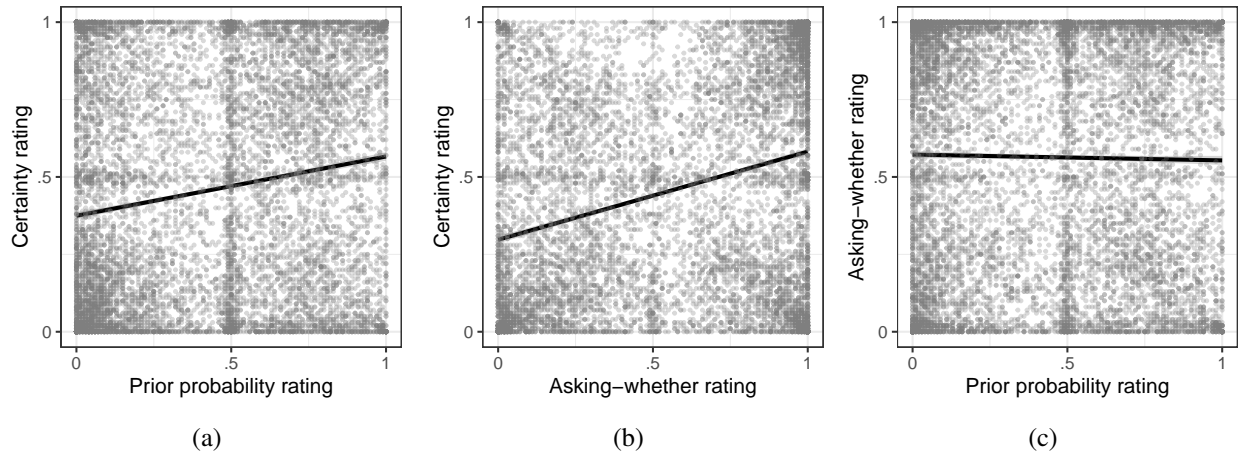 Certainty rating
1
.5
0
0
.5
1
Prior probability rating
(a)
Certainty rating
1
.5
0
0
.5
1
Asking−whether rating
(b)
Asking−whether rating
1
.5
0
0
.5
1
Prior probability rating
(c)